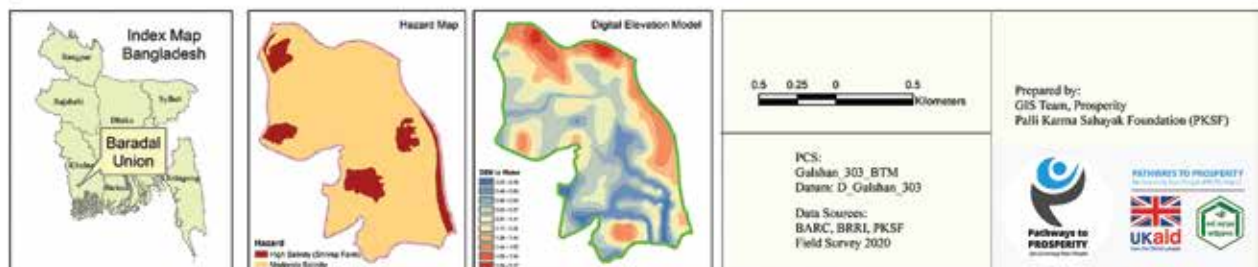 Index Map
Bangladesh
Rangpur
Rajshahi
Sylhet
Dhaka
Baradal
Union
Khulna
Chittagong
Hazard Map
Hazard
High Salinity (Shrimp Farm)
Moderate Salinity
Digital Elevation Model
DEM in Meter
0.5 0.25 0 0.5
Kilometers
PCS:
Gulshan_303_BTM
Datum: D_Gulshan_303
Data Sources:
BARC, BRRI, PKSF
Field Survey 2020
Prepared by:
GIS Team, Prosperity
Palli Karma Sahayak Foundation (PKSF)
Pathways to
PROSPERITY
PATHWAYS TO PROSPERITY
UKaid